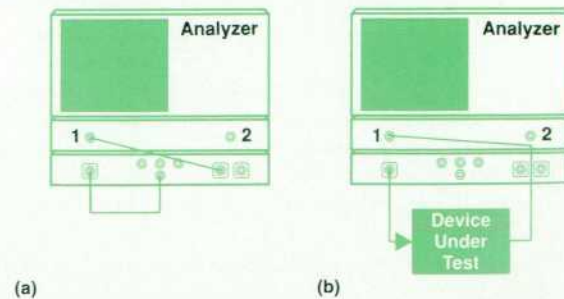 Analyzer
1 2
(a)
Analyzer
1 2
Device
Under
Test
(b)